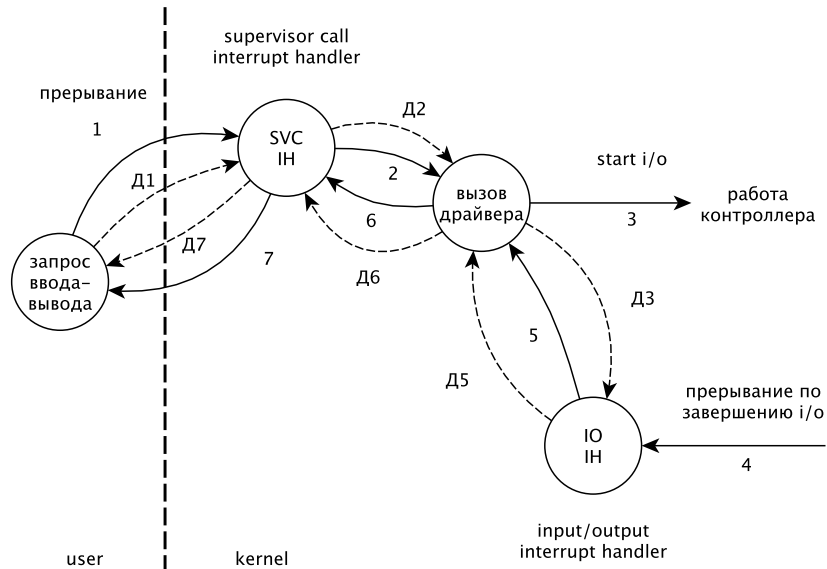 supervisor call
interrupt handler
прерывание
1
Д2
SVC
IH
start i/o
2
Д1
вызов
драйвера
работа
контроллера
3
6
Д7
7
запрос
ввода-
вывода
Д6
Д3
5
Д5
прерывание по
завершению i/o
IO
IH
4
input/output
interrupt handler
user
kernel